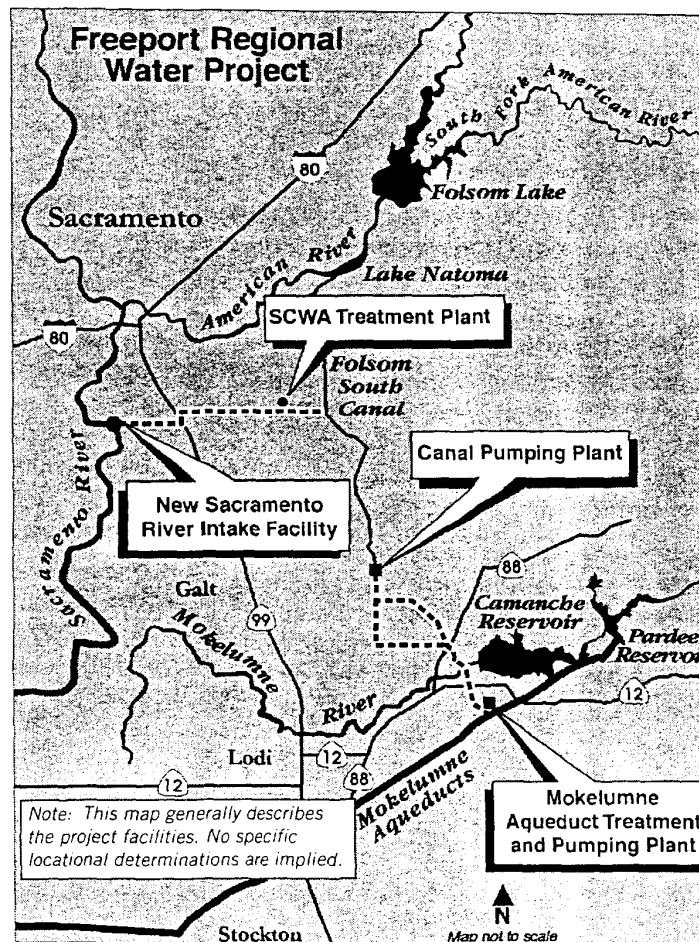 Freeport Regional
Water Project
South Fork American River
80
Folsom Lake
Sacramento
American River
Lake Natoma
SCWA Treatment Plant
80
Folsom
South
Canal
Canal Pumping Plant
Sacramento River
New Sacramento
River Intake Facility
88
Galt
99
Camanche
Reservoir
Pardee
Reservoi
Mokelumne
River
12
Lodi
12
12
88
Mokelumne
Aqueducts
Mokelumne
Aqueduct Treatment
and Pumping Plant
Note: This map generally describes
the project facilities. No specific
locational determinations are implied.
N
Stockton
Map not to scale